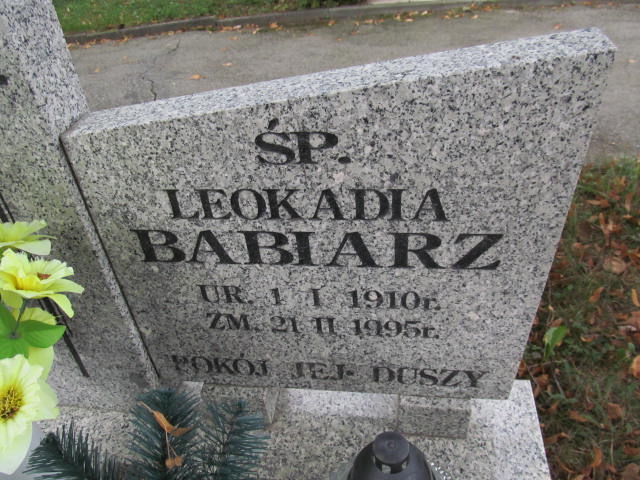 ŚP.
LEOKADIA
BABIARZ
UR. 1 I 1910r.
ZM. 21 II 1995r.
POKÓJ JEJ DUSZY